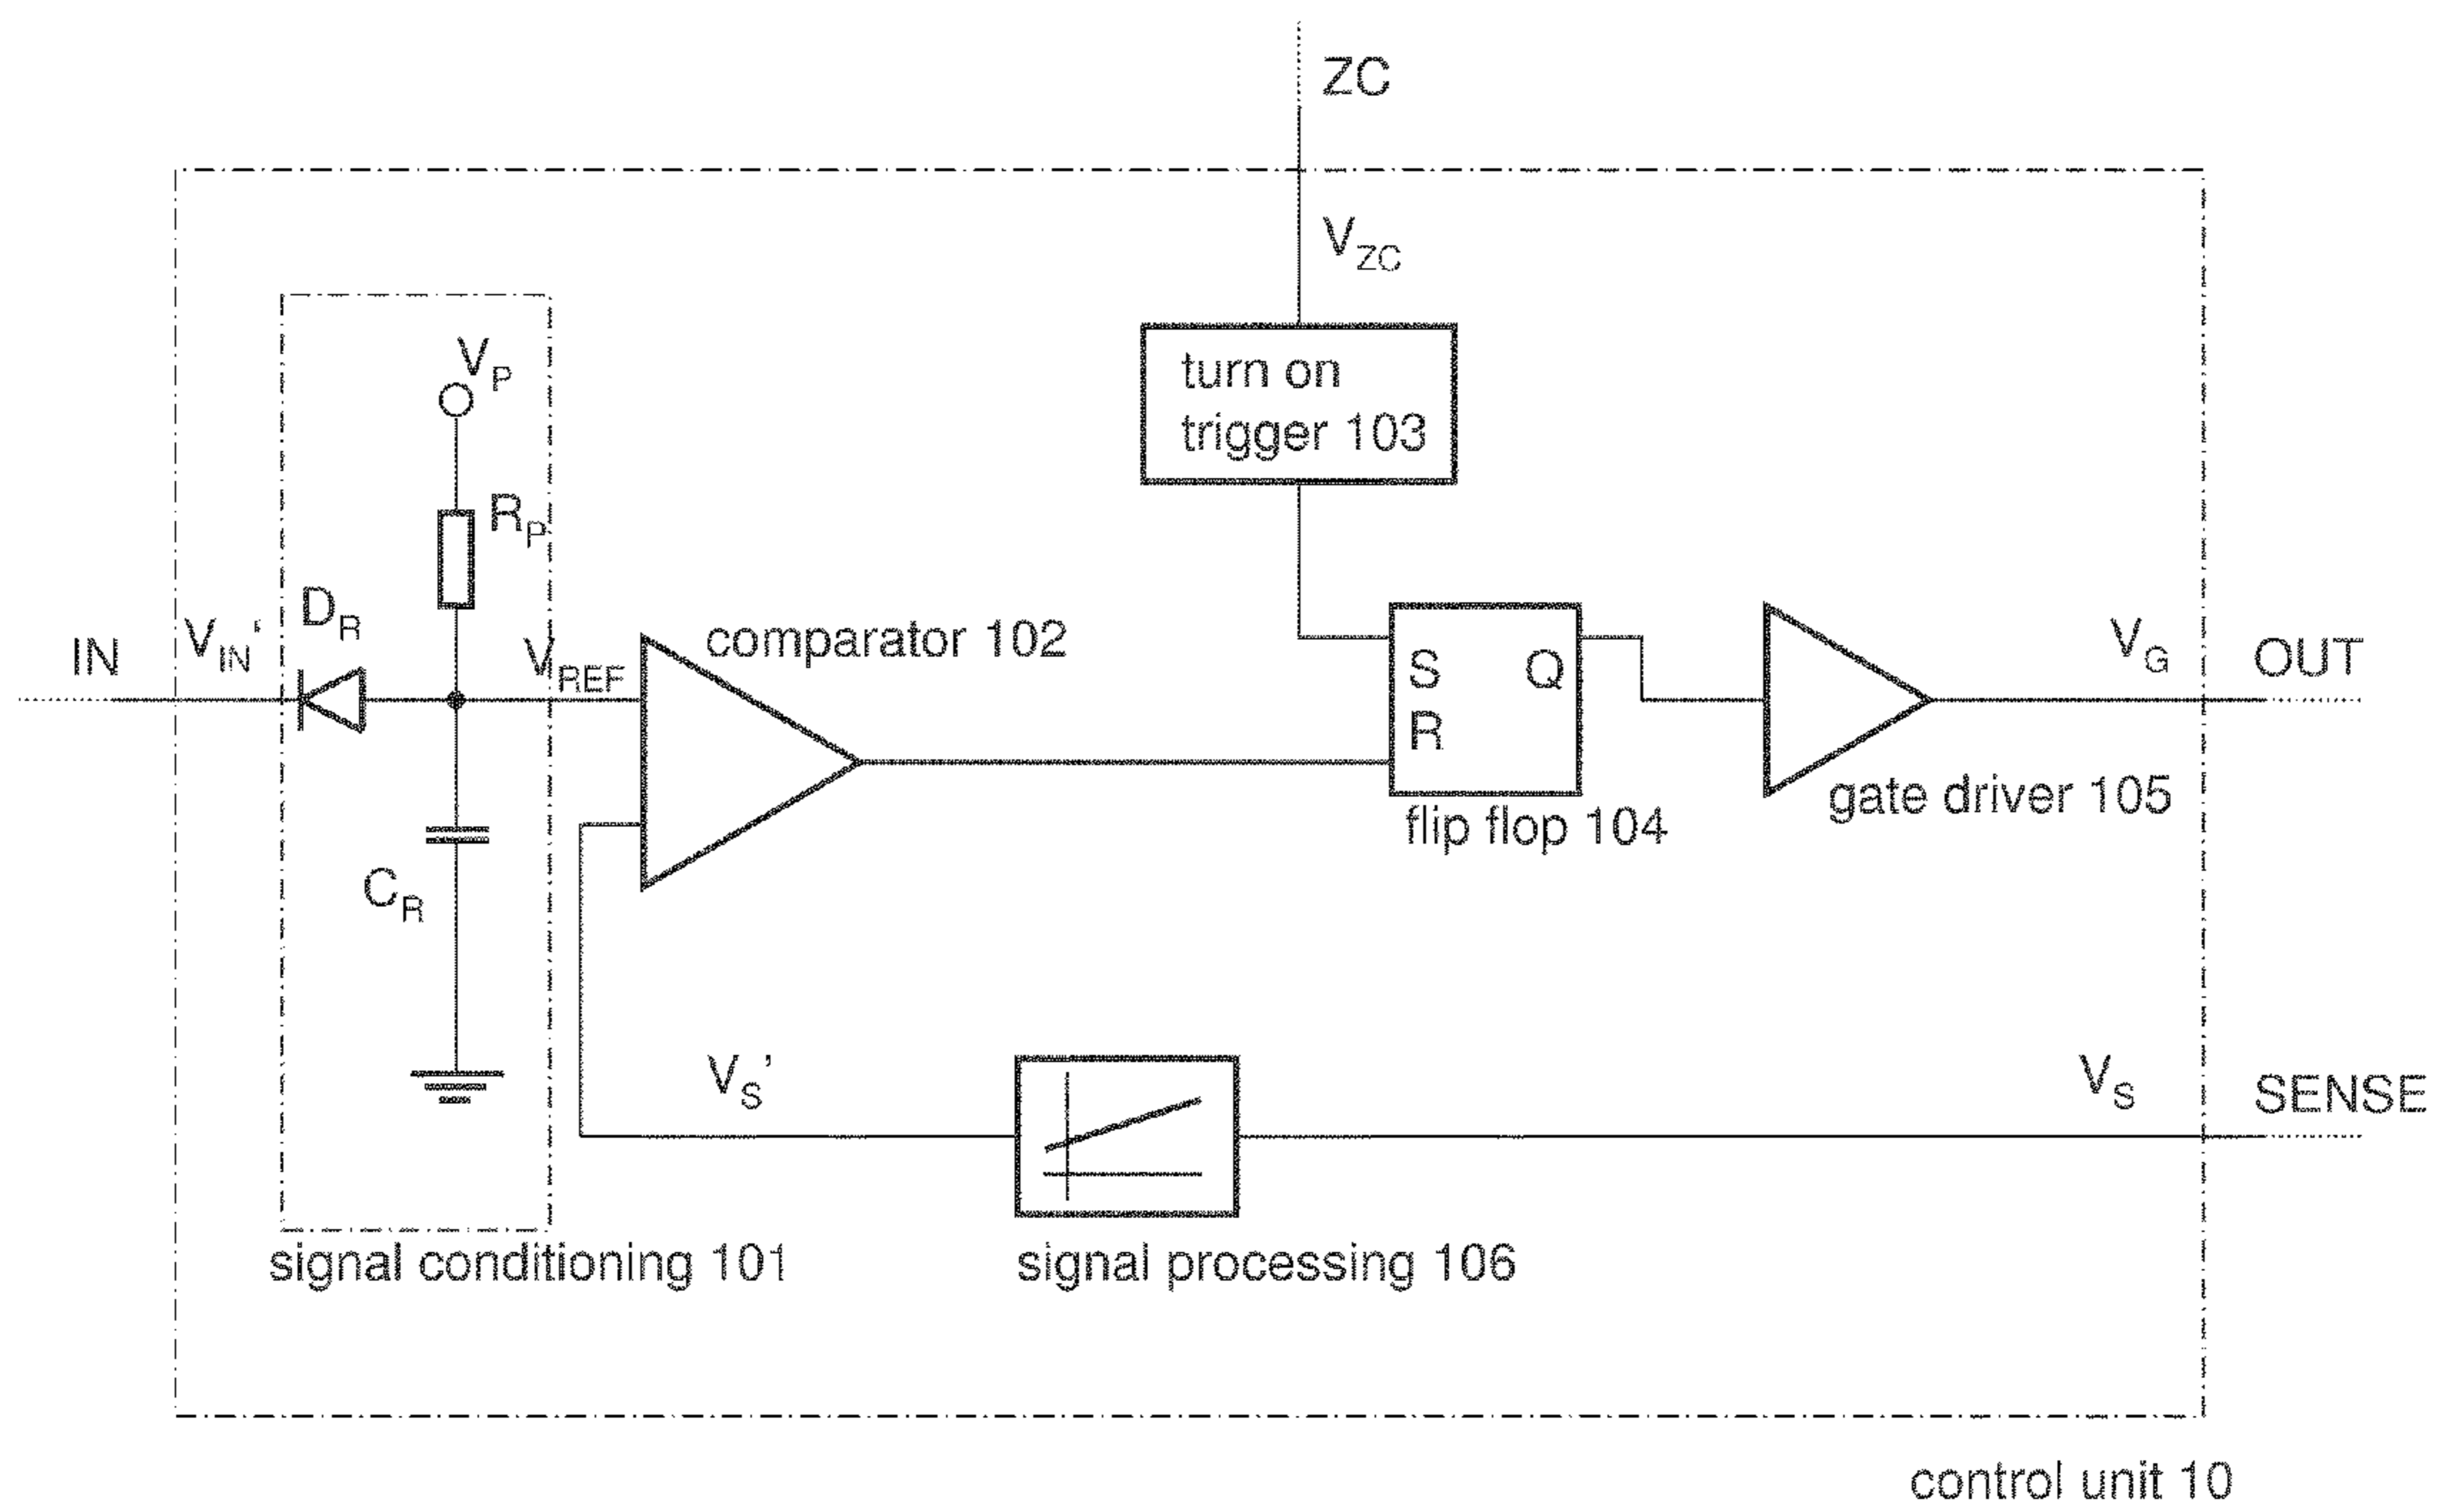 ZC
V_ZC
V_P
turn on
trigger 103
R_P
D_R
IN
V_IN‘
V_REF
comparator 102
S
Q
R
V_G
OUT
flip flop 104
gate driver 105
C_R
V_S’
V_S
SENSE
signal conditioning 101
signal processing 106
control unit 10